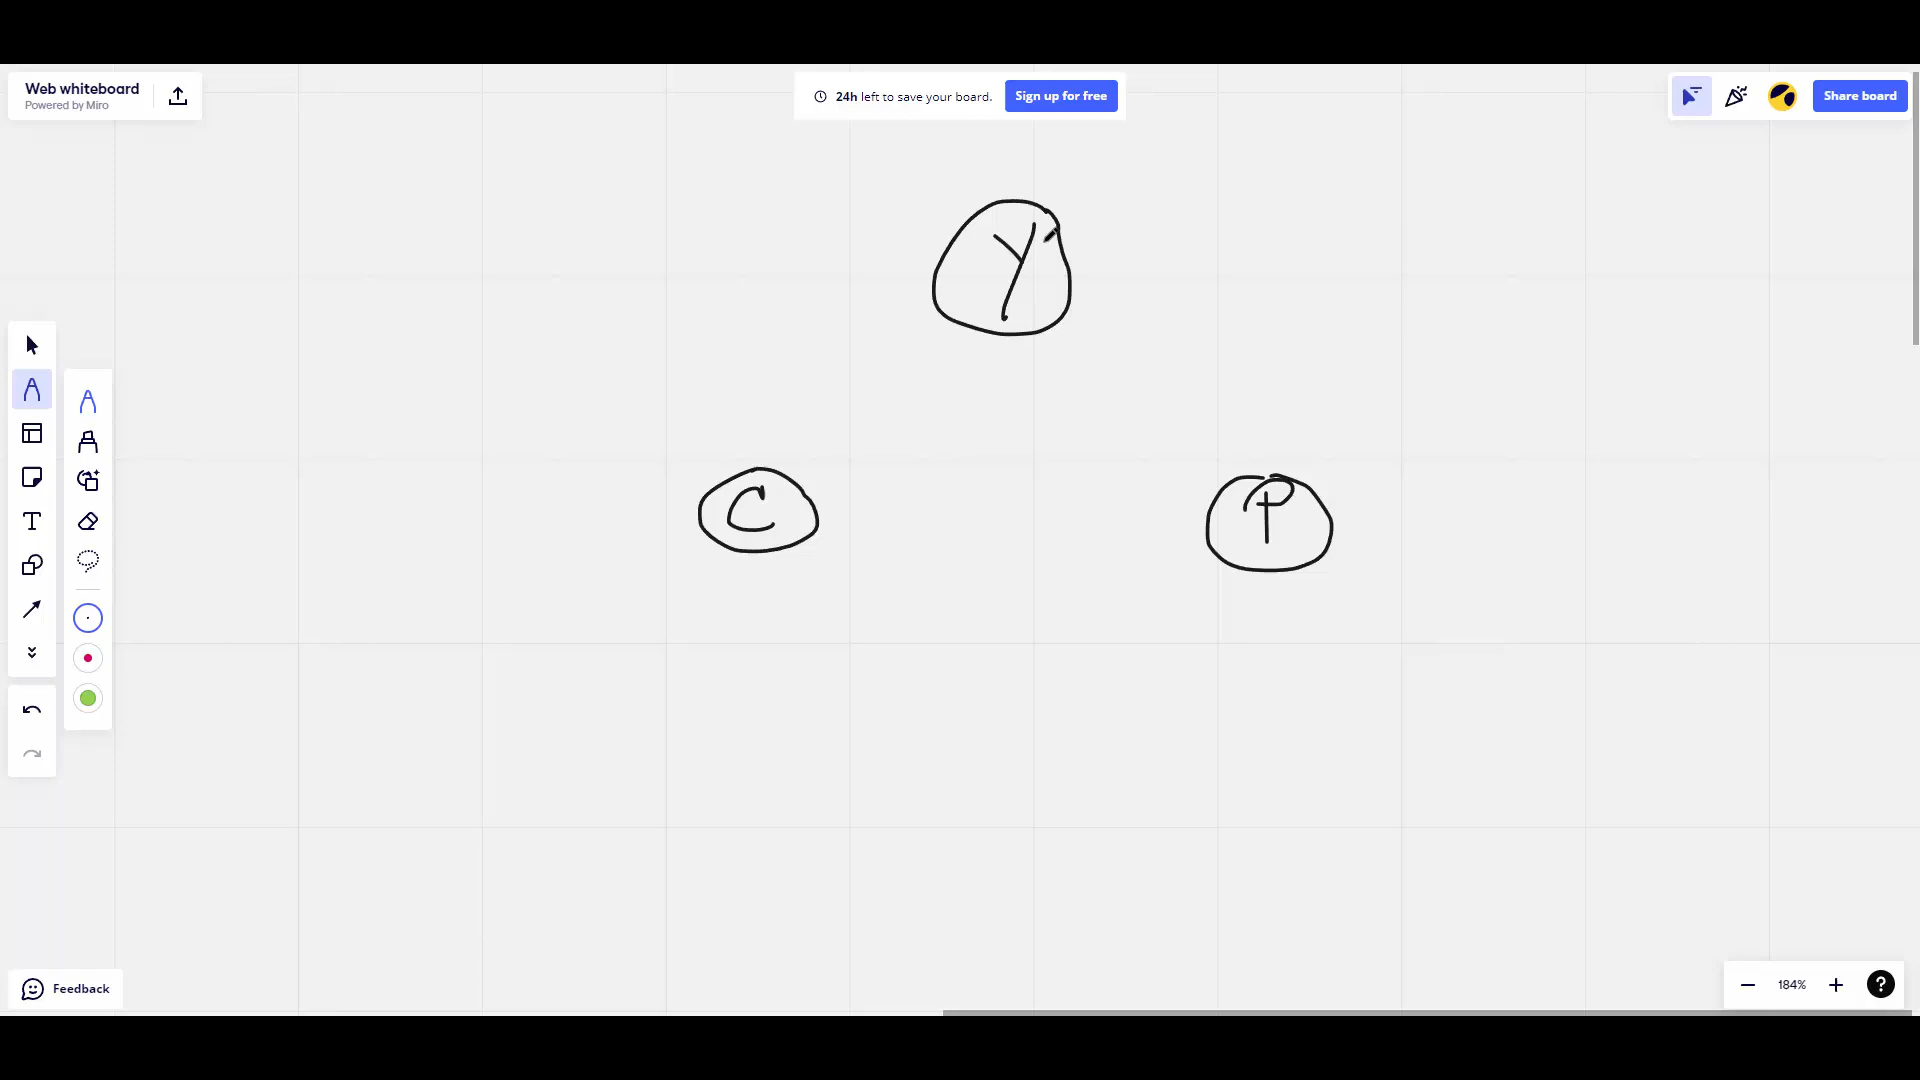 Web whiteboard
Powered by Miro
24h left to save your board.
Sign up for free
Share board
Y
C
P
T
Feedback
184%
?